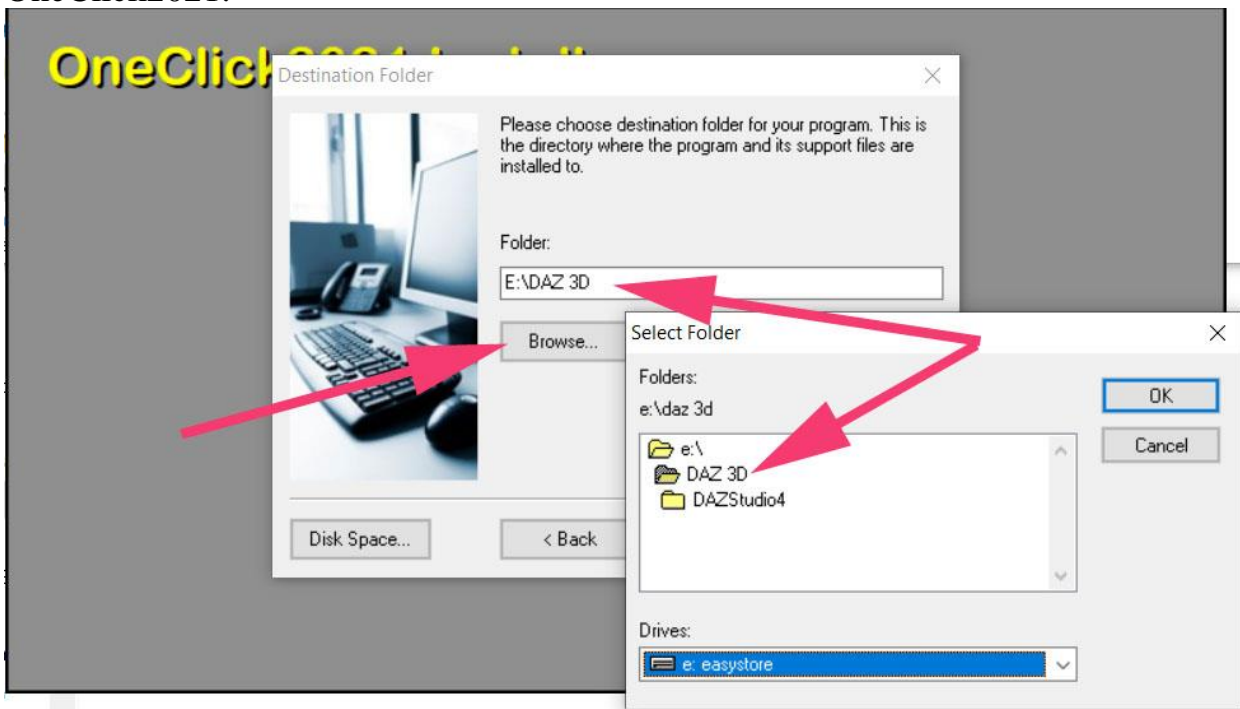 OneClick2021.
OneClick
Destination Folder
Please choose destination folder for your program. This is
the directory where the program and its support files are
installed to.
Folder:
E:\DAZ 3D
Browse...
Disk Space...
< Back
Select Folder
Folders:
e:\daz 3d
e:\
DAZ 3D
DAZStudio4
OK
Cancel
Drives:
e: easystore